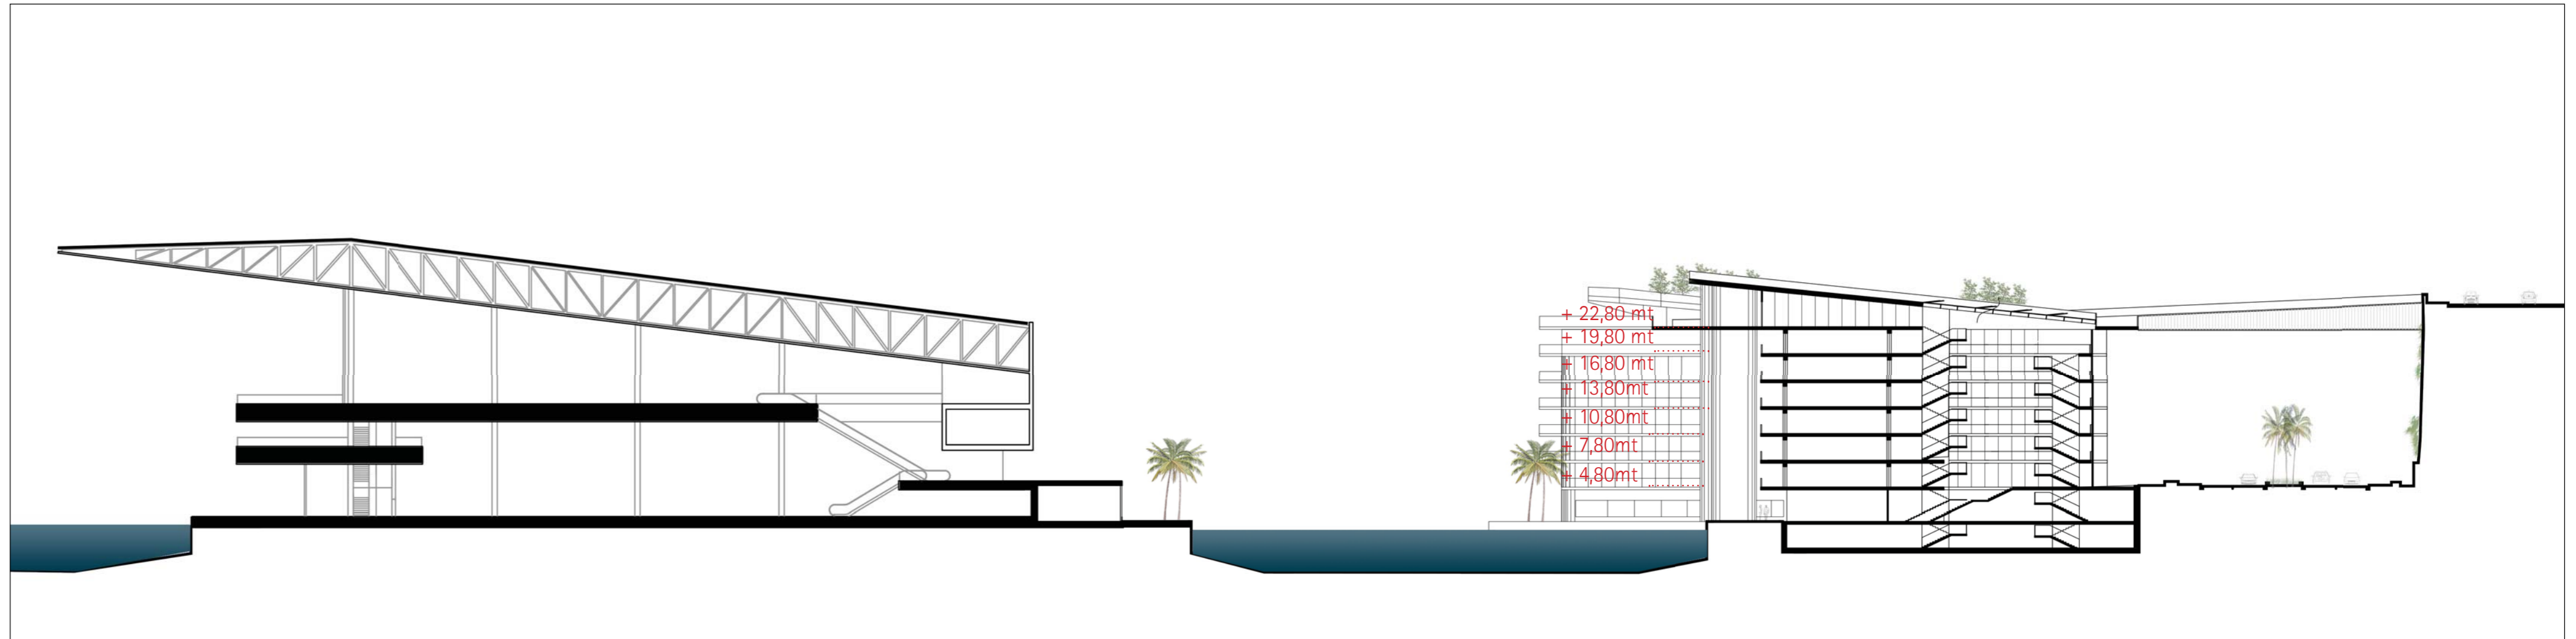 + 22,80 mt
+ 19,80 mt
+ 16,80 mt
+ 13,80mt
+ 10,80mt
+ 7,80mt
+ 4,80mt